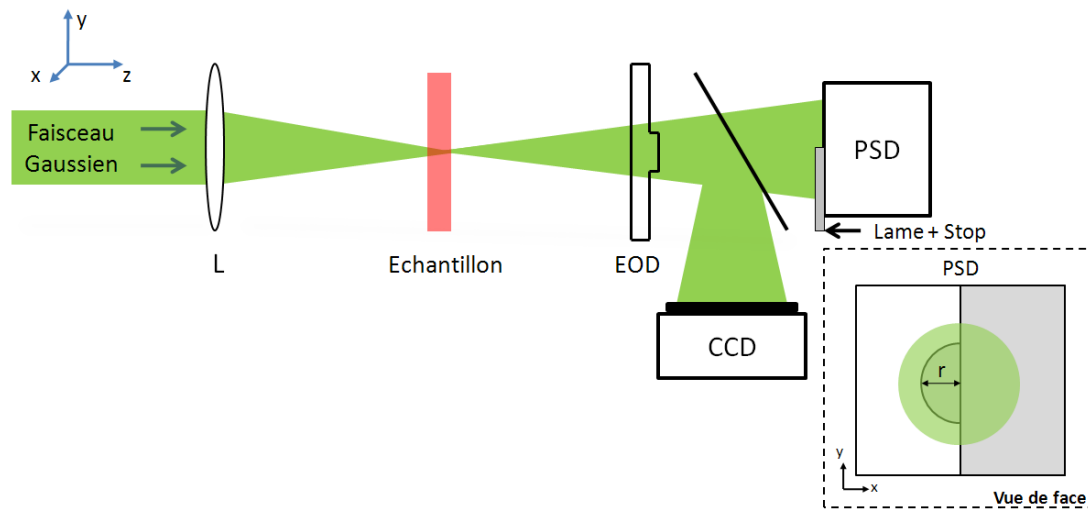 y
x
z
Faisceau
Gaussien
L
Echantillon
EOD
PSD
Lame + Stop
CCD
PSD
r
y
x
Vue de face